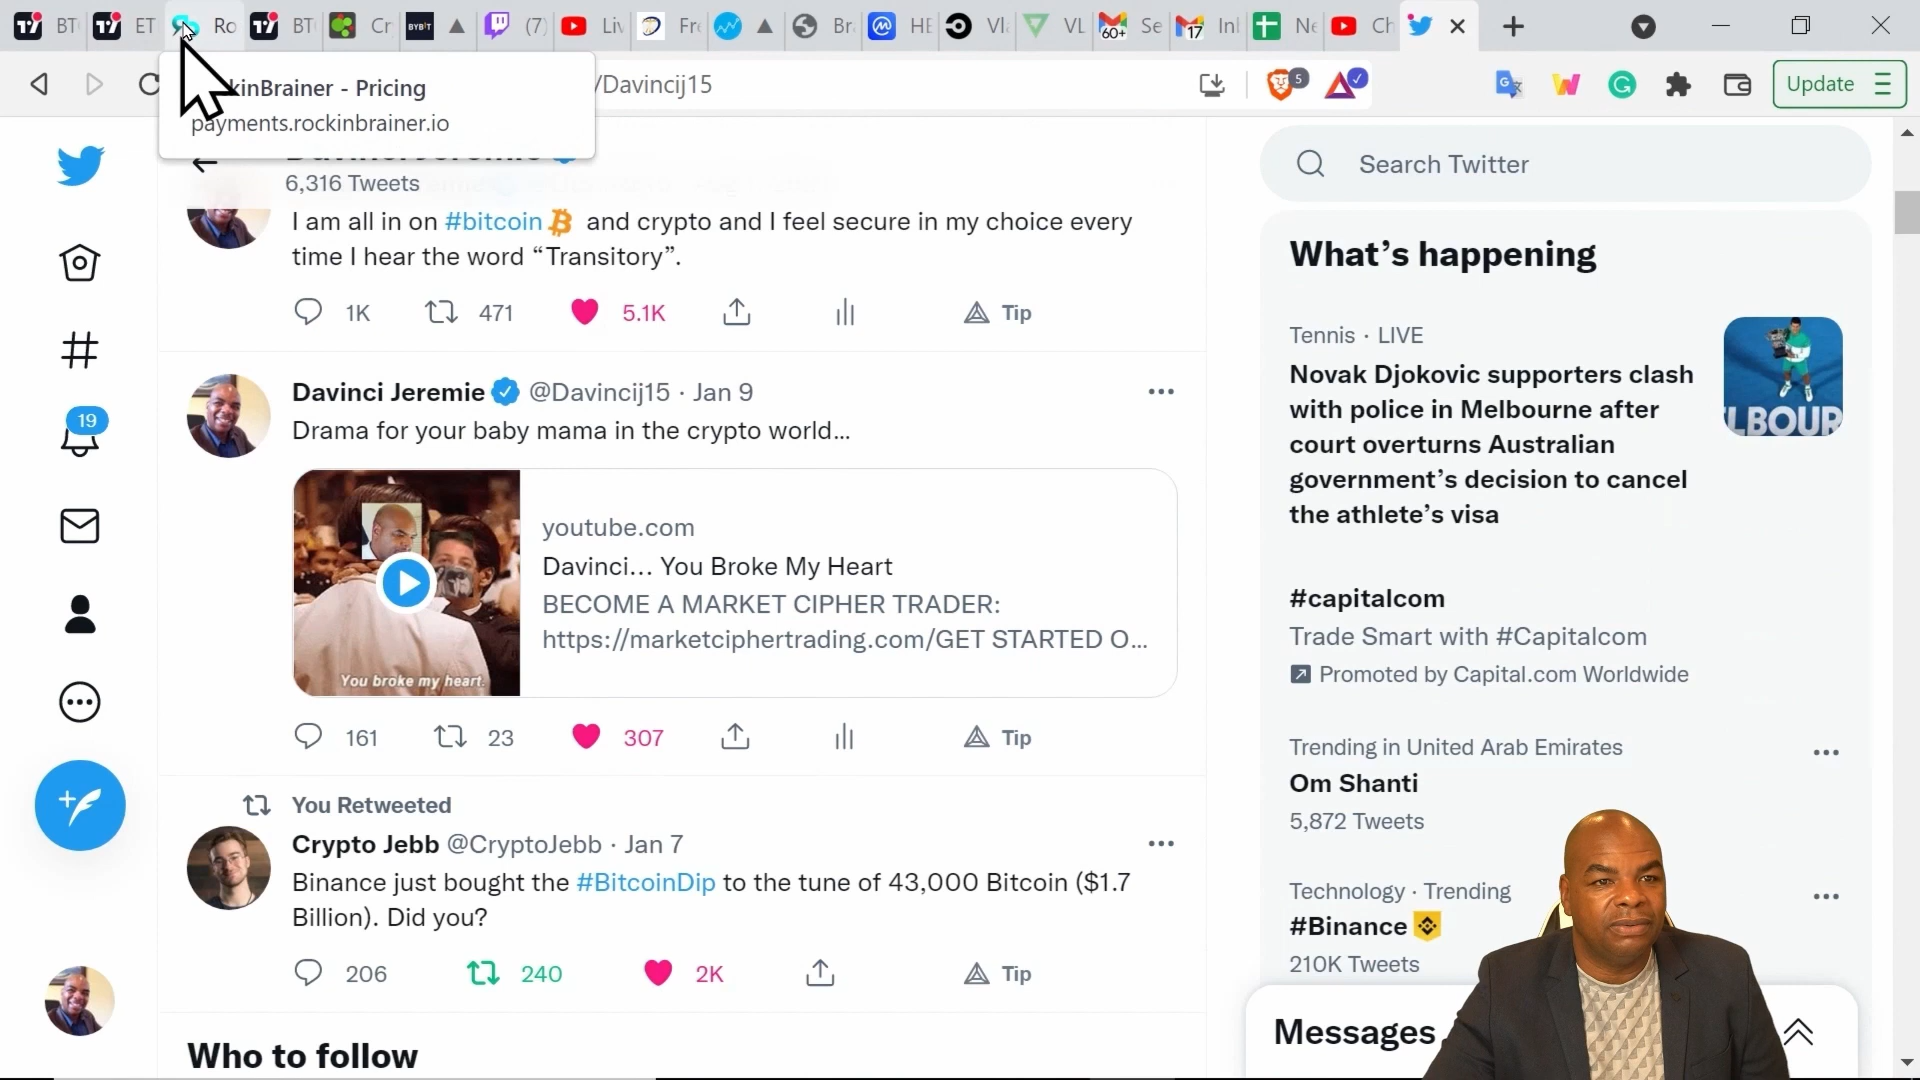 BT
ET
Ro
BT
Cr
BYBIT
(7)
Liv
Fr
Br
HE
Vl
VL
60+
Se
17
Inl
Ne
Ch
kinBrainer - Pricing
payments.rockinbrainer.io
/Davincij15
5
Update
6,316 Tweets
I am all in on #bitcoin and crypto and I feel secure in my choice every
time I hear the word “Transitory”.
1K 471 5.1K Tip
Davinci Jeremie @Davincij15 · Jan 9
Drama for your baby mama in the crypto world...
youtube.com
Davinci... You Broke My Heart
BECOME A MARKET CIPHER TRADER:
https://marketciphertrading.com/GET STARTED O...
You broke my heart.
161 23 307 Tip
You Retweeted
Crypto Jebb @CryptoJebb · Jan 7
Binance just bought the #BitcoinDip to the tune of 43,000 Bitcoin ($1.7
Billion). Did you?
206 240 2K Tip
Who to follow
19
Search Twitter
What’s happening
Tennis · LIVE
Novak Djokovic supporters clash
with police in Melbourne after
court overturns Australian
government’s decision to cancel
the athlete’s visa
LBOUR
#capitalcom
Trade Smart with #Capitalcom
Promoted by Capital.com Worldwide
Trending in United Arab Emirates
Om Shanti
5,872 Tweets
Technology · Trending
#Binance
210K Tweets
Messages